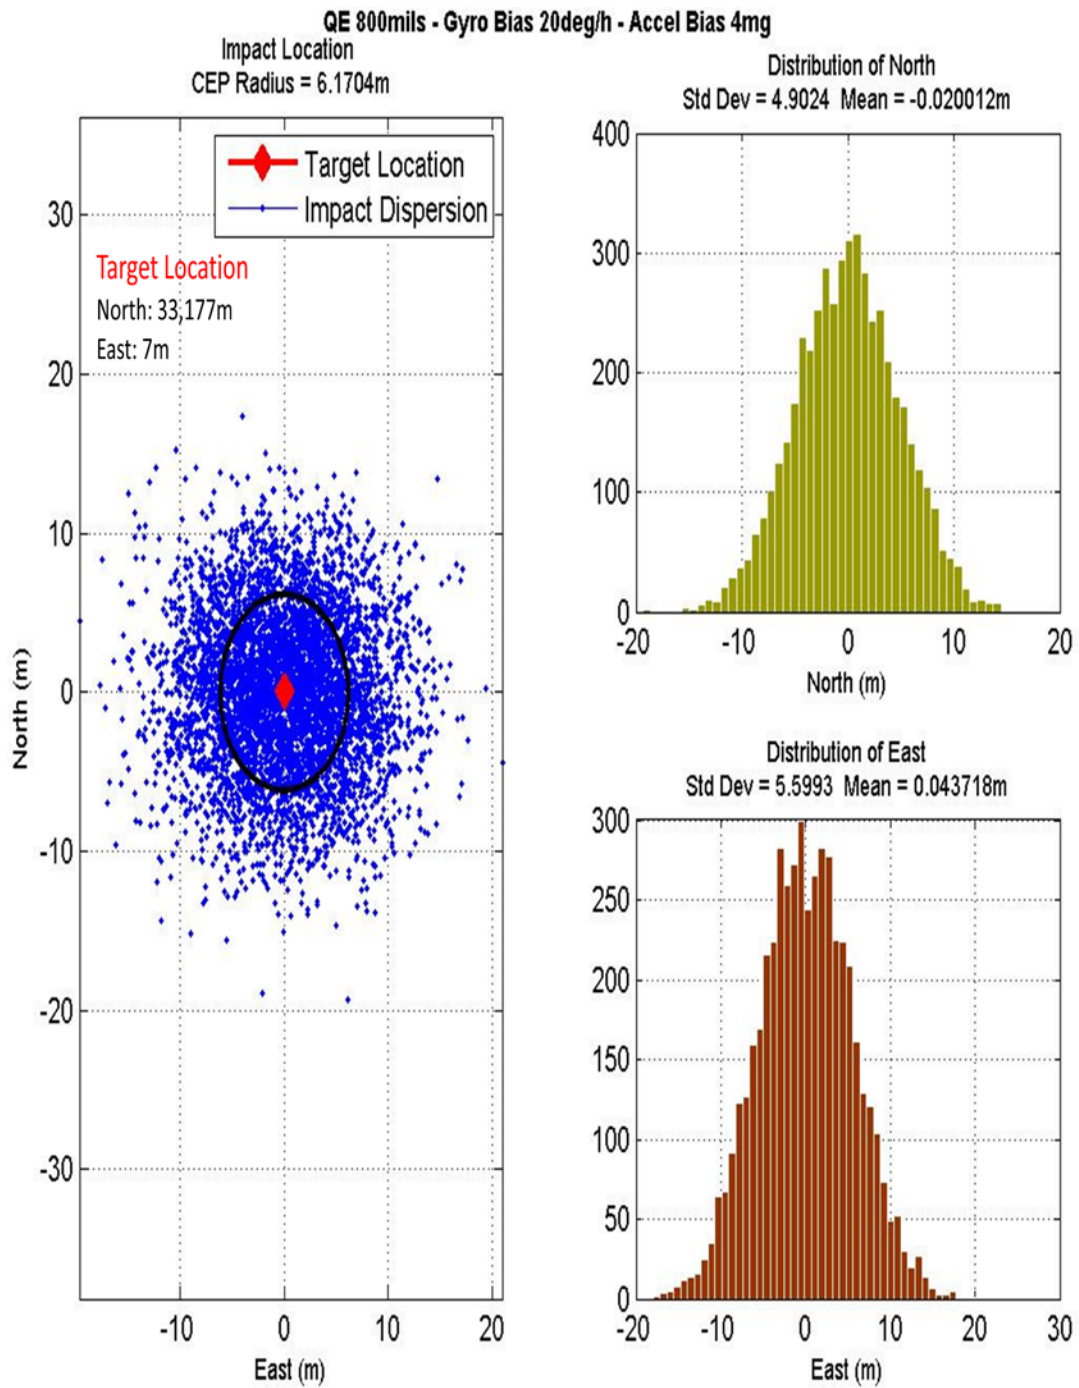 QE 800mils - Gyro Bias 20deg/h - Accel Bias 4mg
Impact Location
CEP Radius = 6.1704m
Target Location
Impact Dispersion
Target Location
North: 33,177m
East: 7m
30
20
10
0
-10
-20
-30
North (m)
-10
0
10
20
East (m)
Distribution of North
Std Dev = 4.9024 Mean = -0.020012m
400
300
200
100
0
-20
-10
0
10
20
North (m)
Distribution of East
Std Dev = 5.5993 Mean = 0.043718m
300
250
200
150
100
50
0
-20
-10
0
10
20
30
East (m)